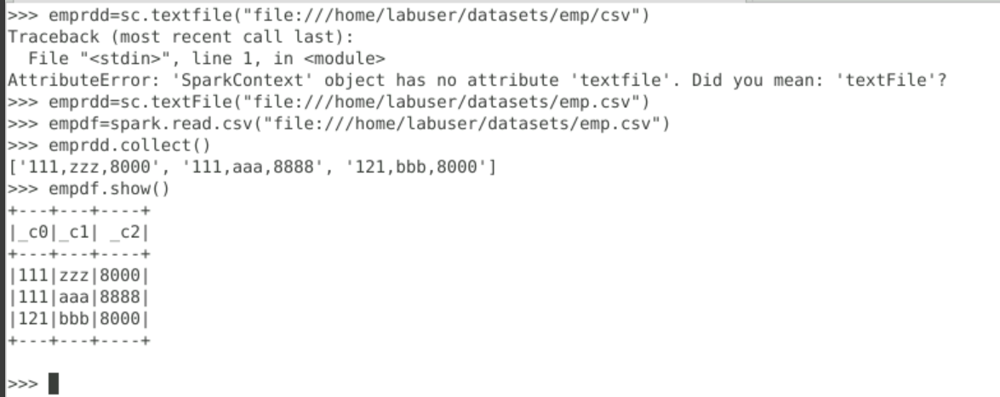 >>> emprdd=sc.textfile("file:///home/labuser/datasets/emp/csv")
Traceback (most recent call last):
  File "<stdin>", line 1, in <module>
AttributeError: 'SparkContext' object has no attribute 'textfile'. Did you mean: 'textFile'?
>>> emprdd=sc.textFile("file:///home/labuser/datasets/emp.csv")
>>> empdf=spark.read.csv("file:///home/labuser/datasets/emp.csv")
>>> emprdd.collect()
['111,zzz,8000', '111,aaa,8888', '121,bbb,8000']
>>> empdf.show()
+---+---+----+
|_c0|_c1| _c2|
+---+---+----+
|111|zzz|8000|
|111|aaa|8888|
|121|bbb|8000|
+---+---+----+

>>>